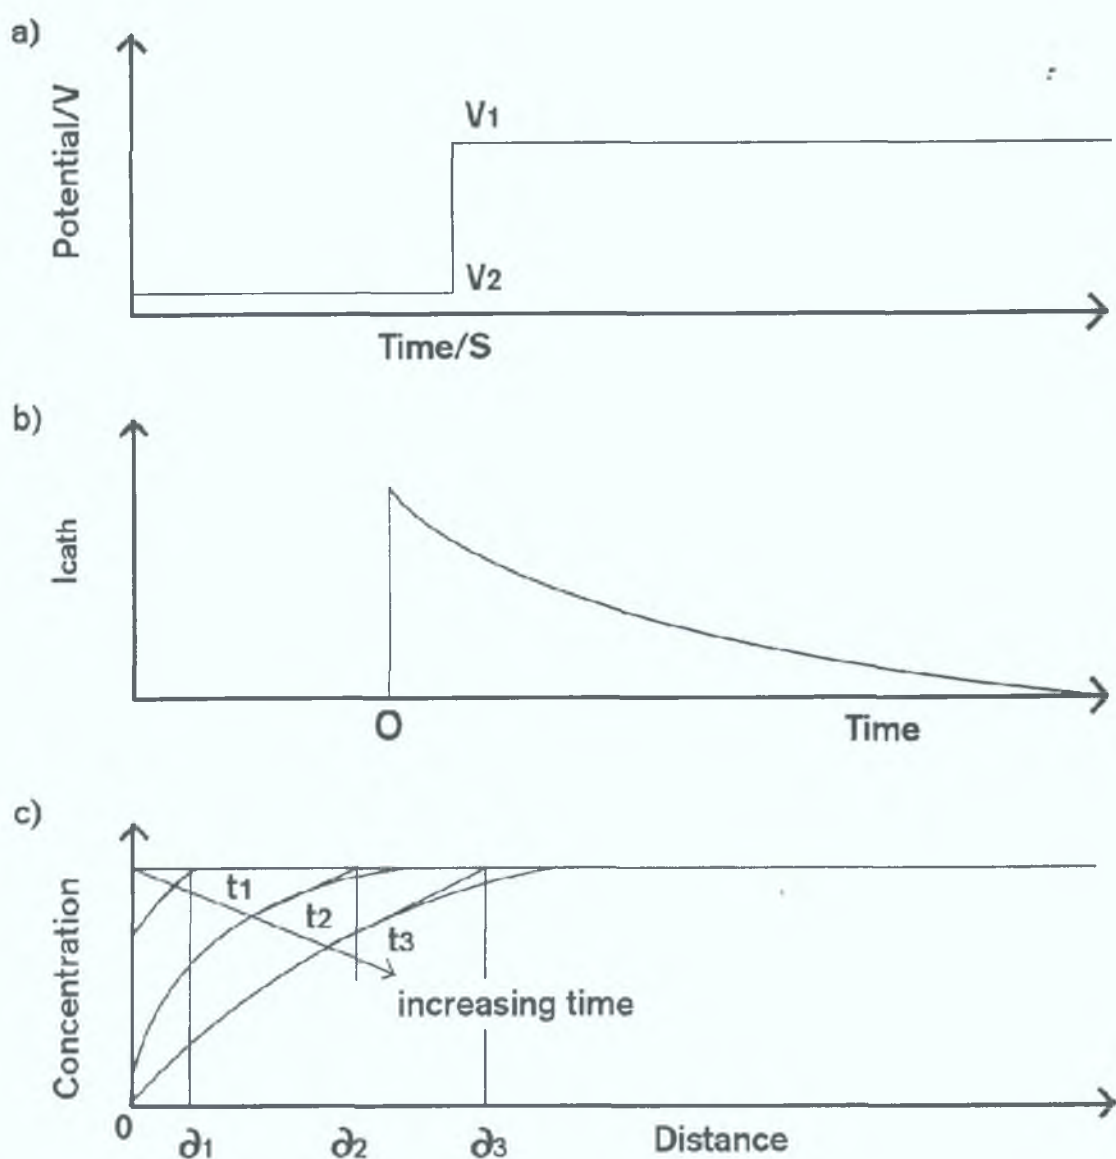 a)
Potential/V
V1
V2
Time/S
b)
Icath
O
Time
c)
Concentration
t1
t2
t3
increasing time
0
∂1
∂2
∂3
Distance